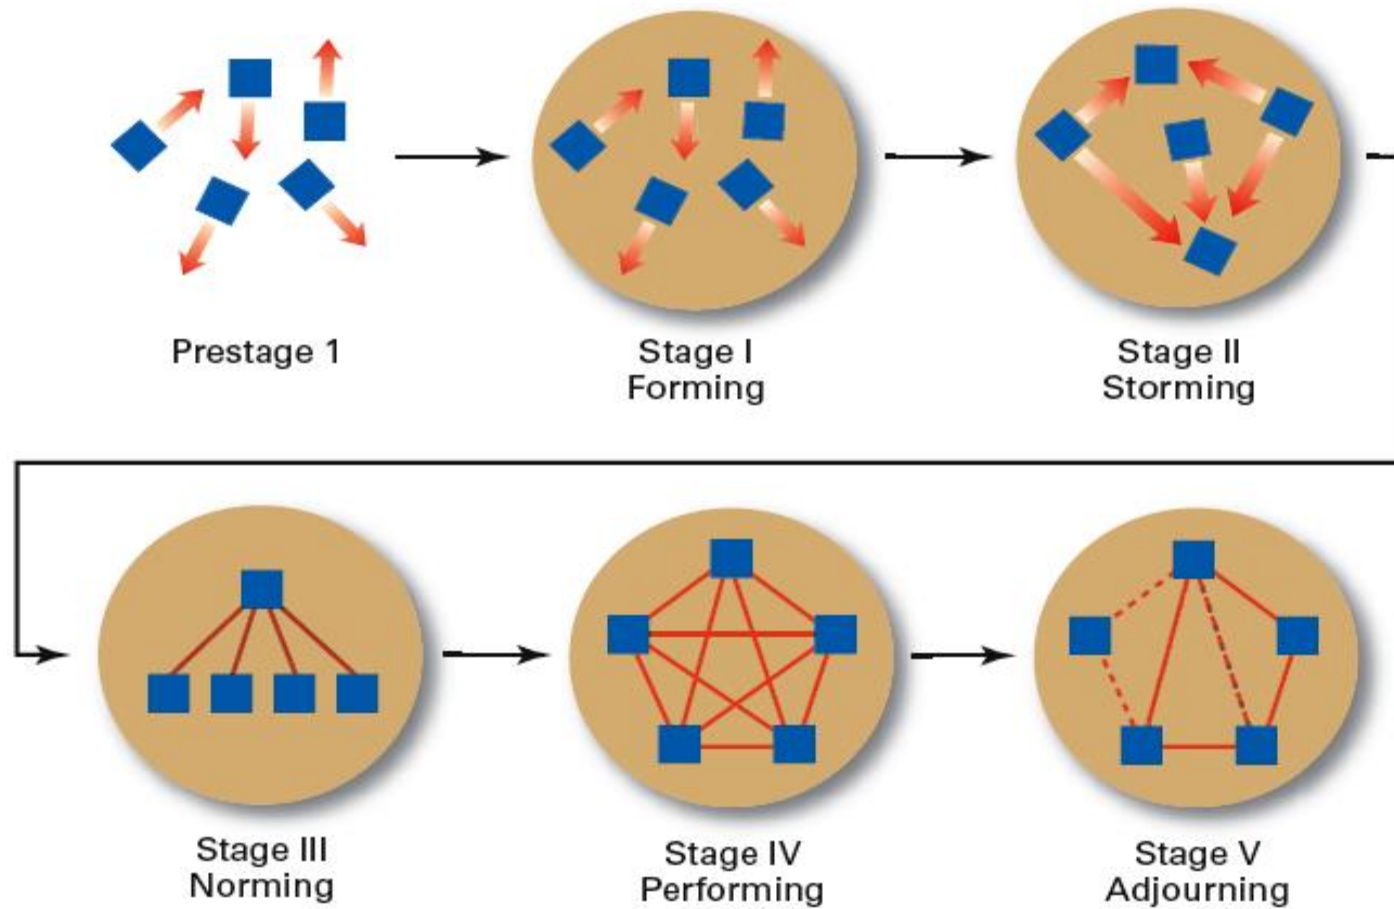 Prestage 1
Stage I
Forming
Stage II
Storming
Stage III
Norming
Stage IV
Performing
Stage V
Adjourning